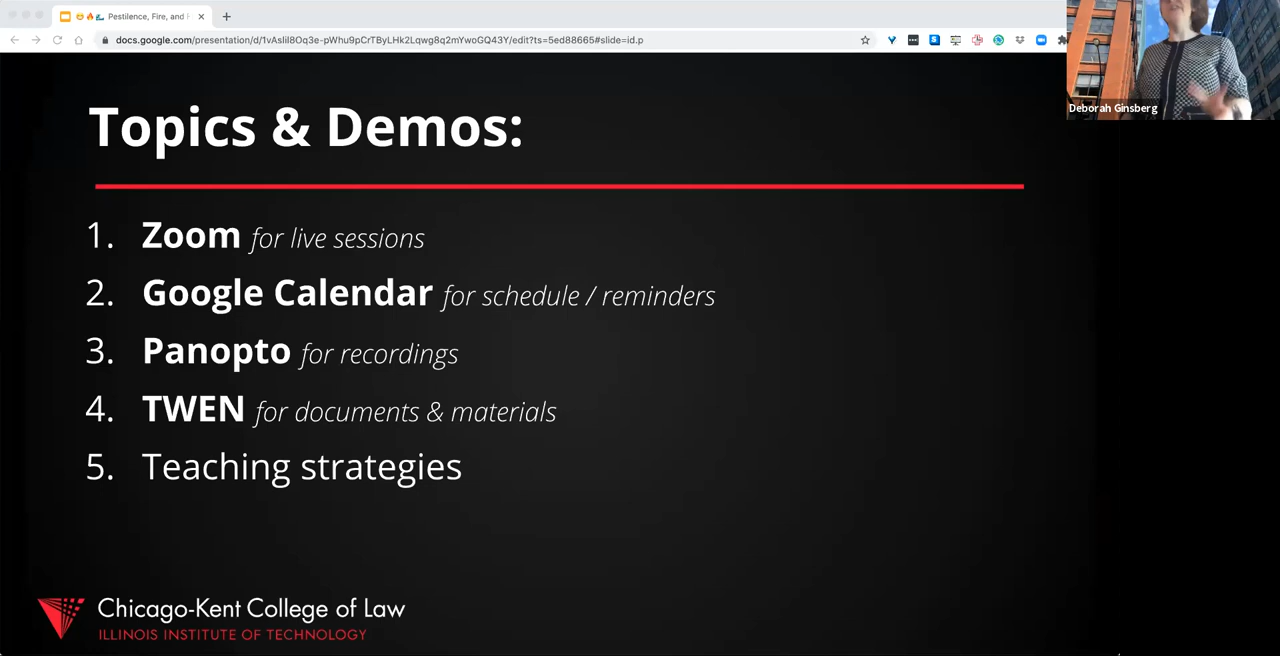 Pestilence, Fire, and
docs.google.com/presentation/d/1vAslil8Oq3e-pWhu9pCrTByLHk2Lqwg8q2mYwoGQ43Y/edit?ts=5ed88665#slide=id.p
Deborah Ginsberg
Topics & Demos:
1. Zoom for live sessions
2. Google Calendar for schedule / reminders
3. Panopto for recordings
4. TWEN for documents & materials
5. Teaching strategies
Chicago-Kent College of Law
ILLINOIS INSTITUTE OF TECHNOLOGY